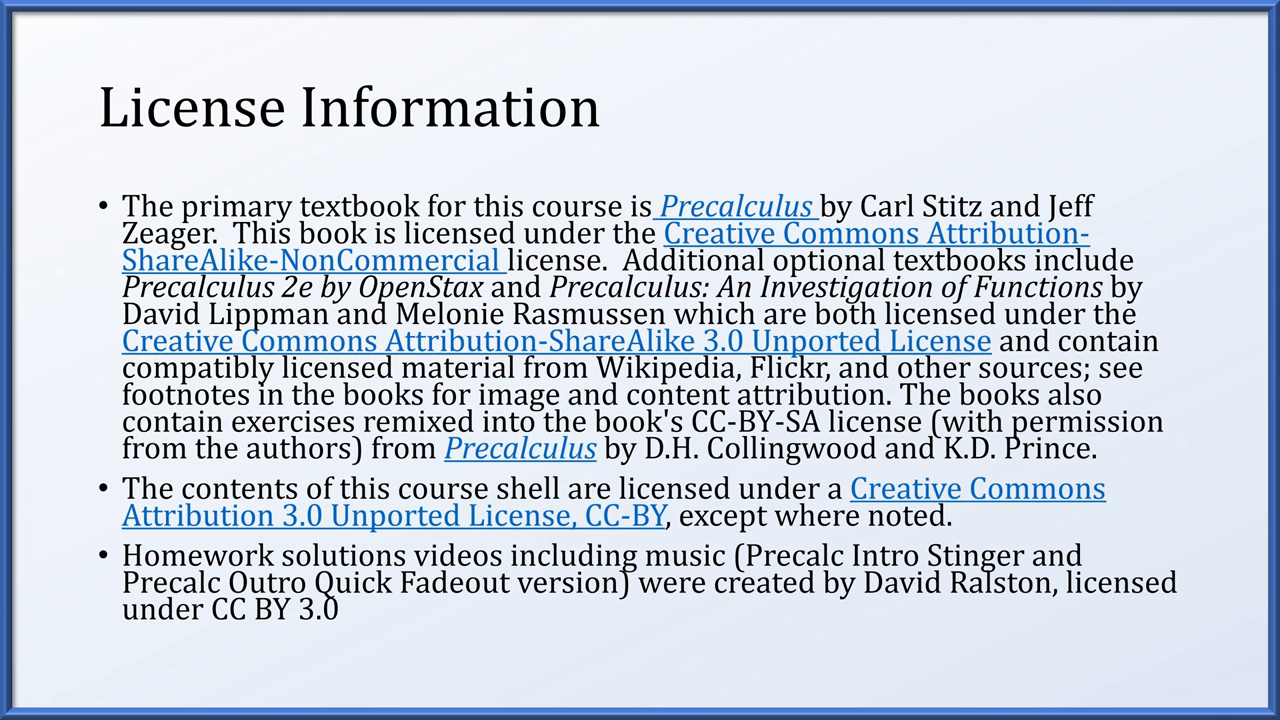 License Information
• The primary textbook for this course is Precalculus by Carl Stitz and Jeff
Zeager.  This book is licensed under the Creative Commons Attribution-
ShareAlike-NonCommercial license.  Additional optional textbooks include
Precalculus 2e by OpenStax and Precalculus: An Investigation of Functions by
David Lippman and Melonie Rasmussen which are both licensed under the
Creative Commons Attribution-ShareAlike 3.0 Unported License and contain
compatibly licensed material from Wikipedia, Flickr, and other sources; see
footnotes in the books for image and content attribution. The books also
contain exercises remixed into the book's CC-BY-SA license (with permission
from the authors) from Precalculus by D.H. Collingwood and K.D. Prince.
• The contents of this course shell are licensed under a Creative Commons
Attribution 3.0 Unported License, CC-BY, except where noted.
• Homework solutions videos including music (Precalc Intro Stinger and
Precalc Outro Quick Fadeout version) were created by David Ralston, licensed
under CC BY 3.0